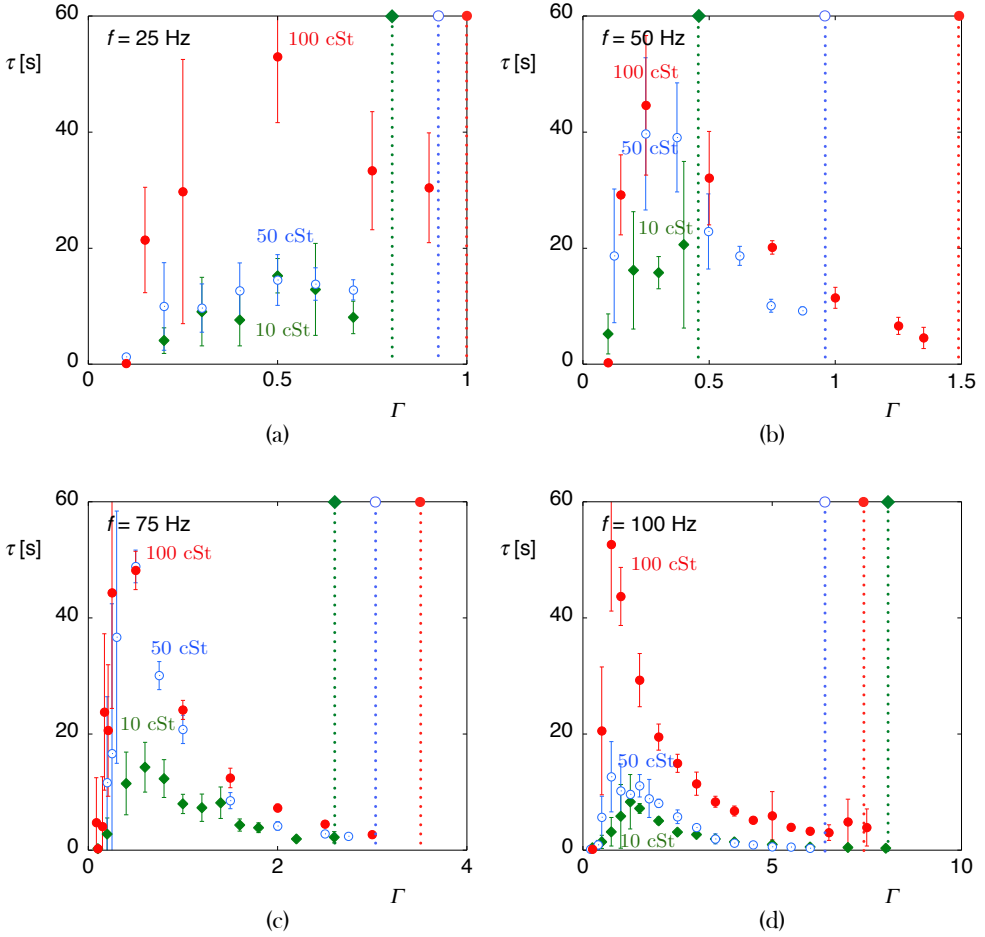 f = 25 Hz
τ [s]
60
40
20
0
0
0.5
1
Γ
100 cSt
50 cSt
10 cSt
(a)
f = 50 Hz
τ [s]
60
40
20
0
0
0.5
1
1.5
Γ
100 cSt
50 cSt
10 cSt
(b)
f = 75 Hz
τ [s]
60
40
20
0
0
2
4
Γ
100 cSt
50 cSt
10 cSt
(c)
f = 100 Hz
τ [s]
60
40
20
0
0
5
10
Γ
100 cSt
50 cSt
10 cSt
(d)